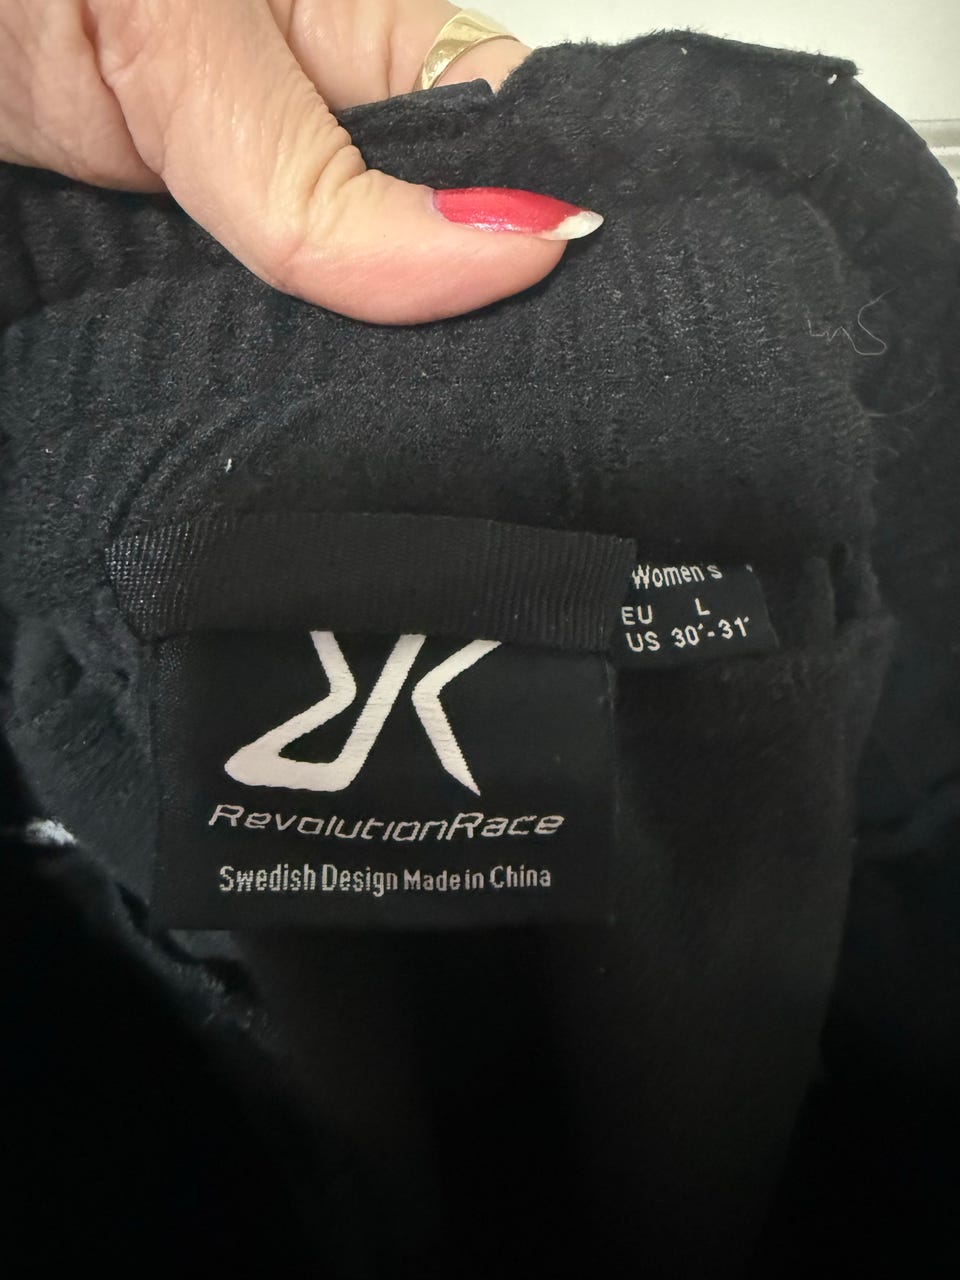 Women's
EU L
US 30"-31"
RevolutionRace
Swedish Design Made in China